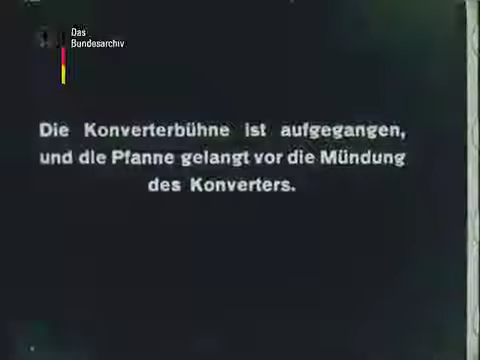 Das
Bundesarchiv
Die Konverterbühne ist aufgegangen,
und die Pfanne gelangt vor die Mündung
des Konverters.